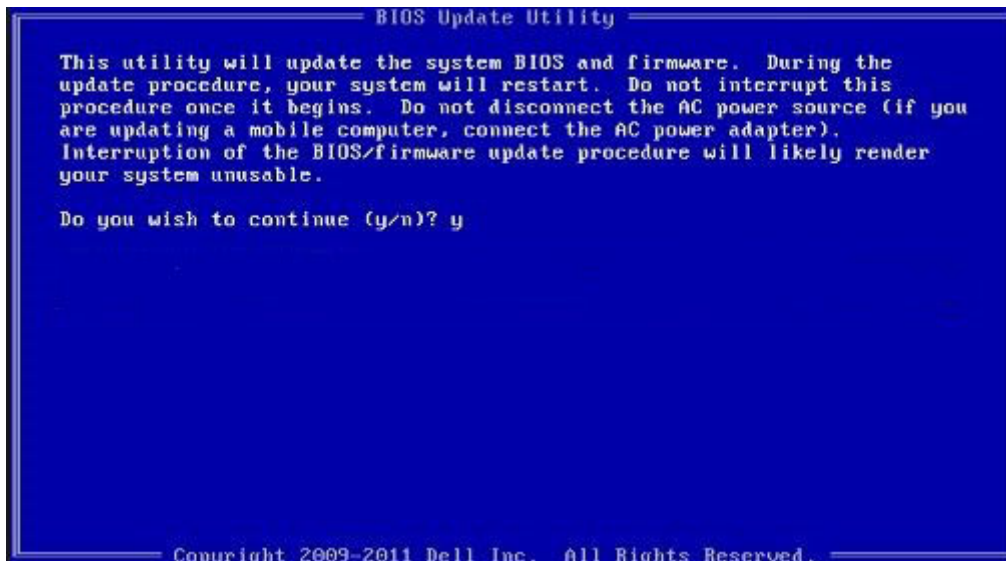 BIOS Update Utility
This utility will update the system BIOS and firmware. During the
update procedure, your system will restart. Do not interrupt this
procedure once it begins. Do not disconnect the AC power source (if you
are updating a mobile computer, connect the AC power adapter).
Interruption of the BIOS/firmware update procedure will likely render
your system unusable.
Do you wish to continue (y/n)? y
Copyright 2009-2011 Dell Inc. All Rights Reserved.